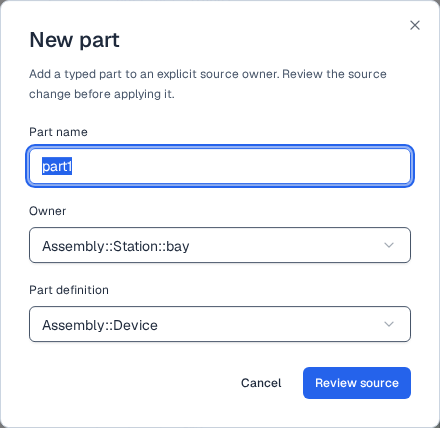 New part
Add a typed part to an explicit source owner. Review the source
change before applying it.
Part name
part1
Owner
Assembly::Station::bay
Part definition
Assembly::Device
Cancel
Review source